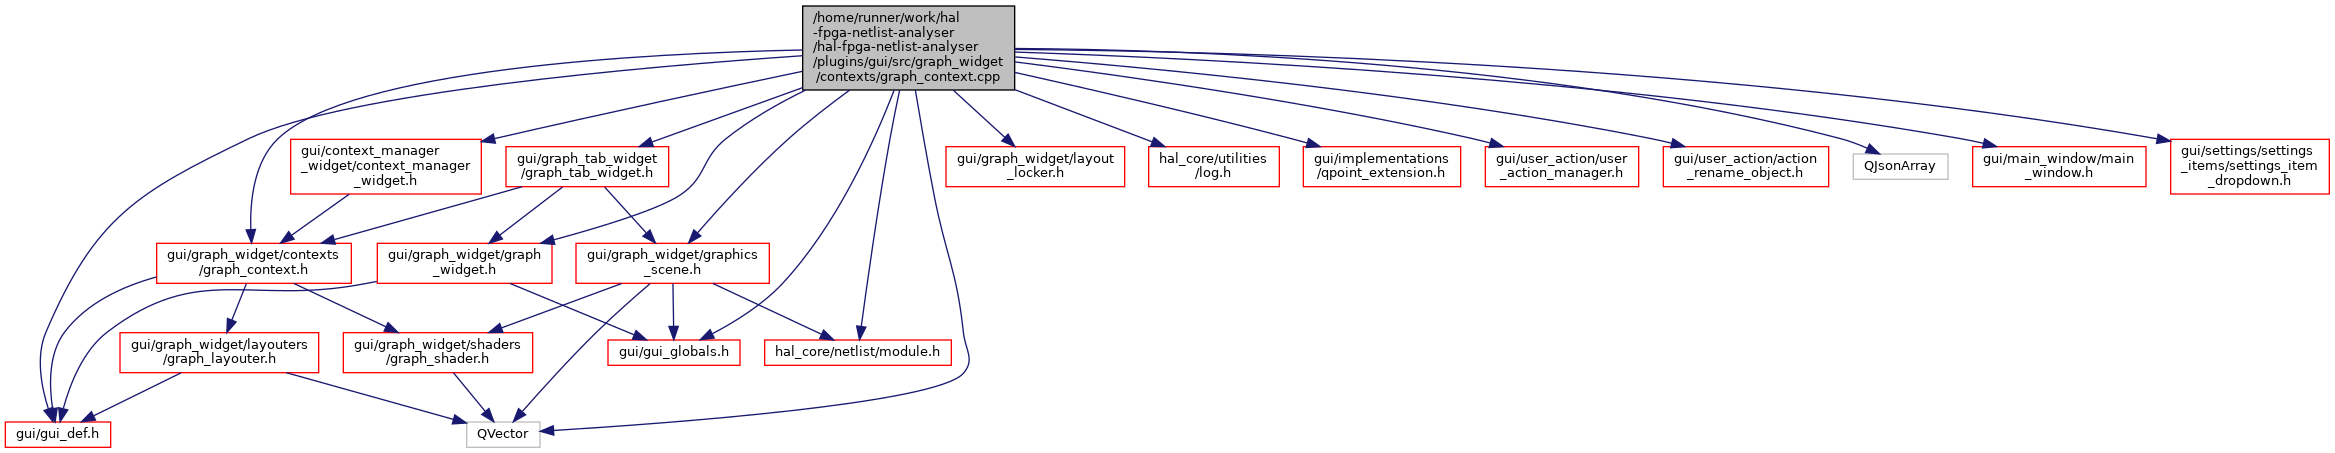 /home/runner/work/hal
-fpga-netlist-analyser
/hal-fpga-netlist-analyser
/plugins/gui/src/graph_widget
/contexts/graph_context.cpp
gui/context_manager
_widget/context_manager
_widget.h
gui/graph_tab_widget
/graph_tab_widget.h
gui/graph_widget/layout
_locker.h
hal_core/utilities
/log.h
gui/implementations
/qpoint_extension.h
gui/user_action/user
_action_manager.h
gui/user_action/action
_rename_object.h
QJsonArray
gui/main_window/main
_window.h
gui/settings/settings
_items/settings_item
_dropdown.h
gui/graph_widget/contexts
/graph_context.h
gui/graph_widget/graph
_widget.h
gui/graph_widget/graphics
_scene.h
gui/graph_widget/layouters
/graph_layouter.h
gui/graph_widget/shaders
/graph_shader.h
gui/gui_globals.h
hal_core/netlist/module.h
gui/gui_def.h
QVector